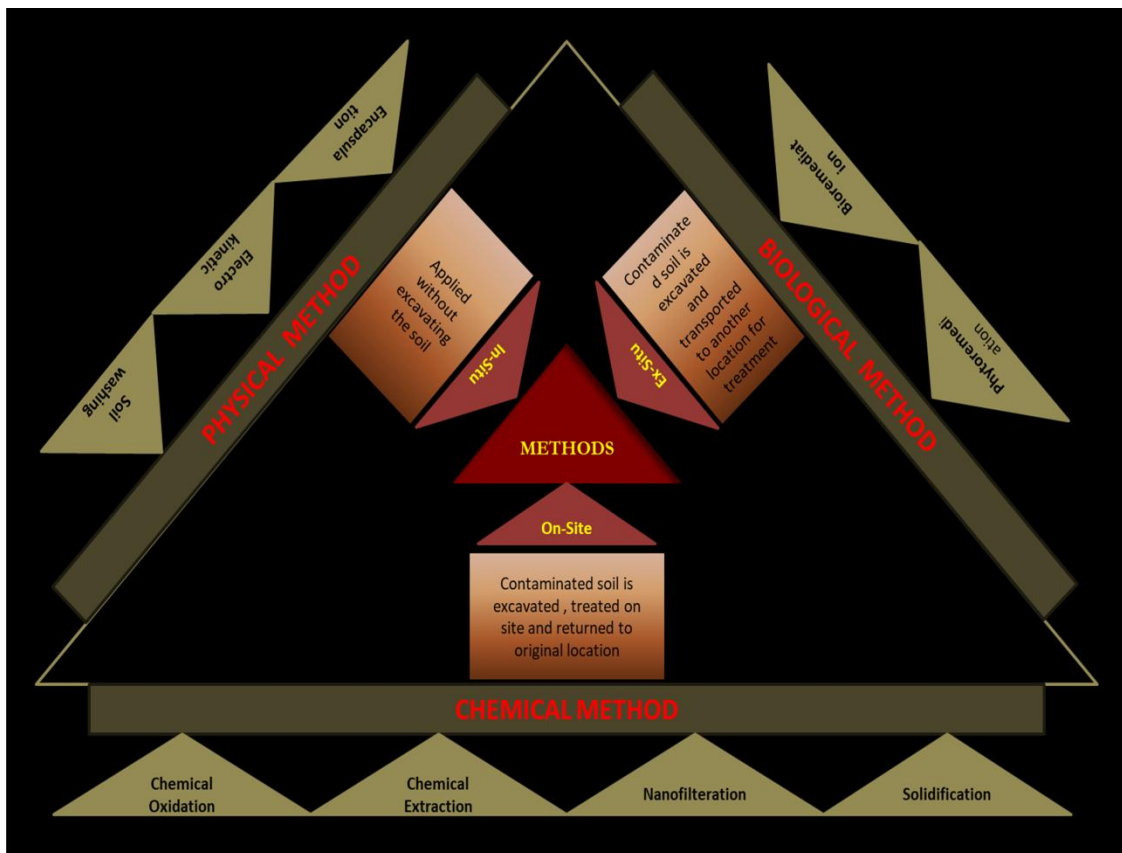 Encapsula
tion
Electro
kinetic
Soil
washing
PHYSICAL METHOD
Applied
without
excavating
the soil
In-Situ
Bioremediat
ion
Phytoremedi
ation
BIOLOGICAL METHOD
Contaminate
d soil is
excavated
and
transported
to another
location for
treatment
Ex-Situ
METHODS
On-Site
Contaminated soil is
excavated , treated on
site and returned to
original location
CHEMICAL METHOD
Chemical
Oxidation
Chemical
Extraction
Nanofilteration
Solidification